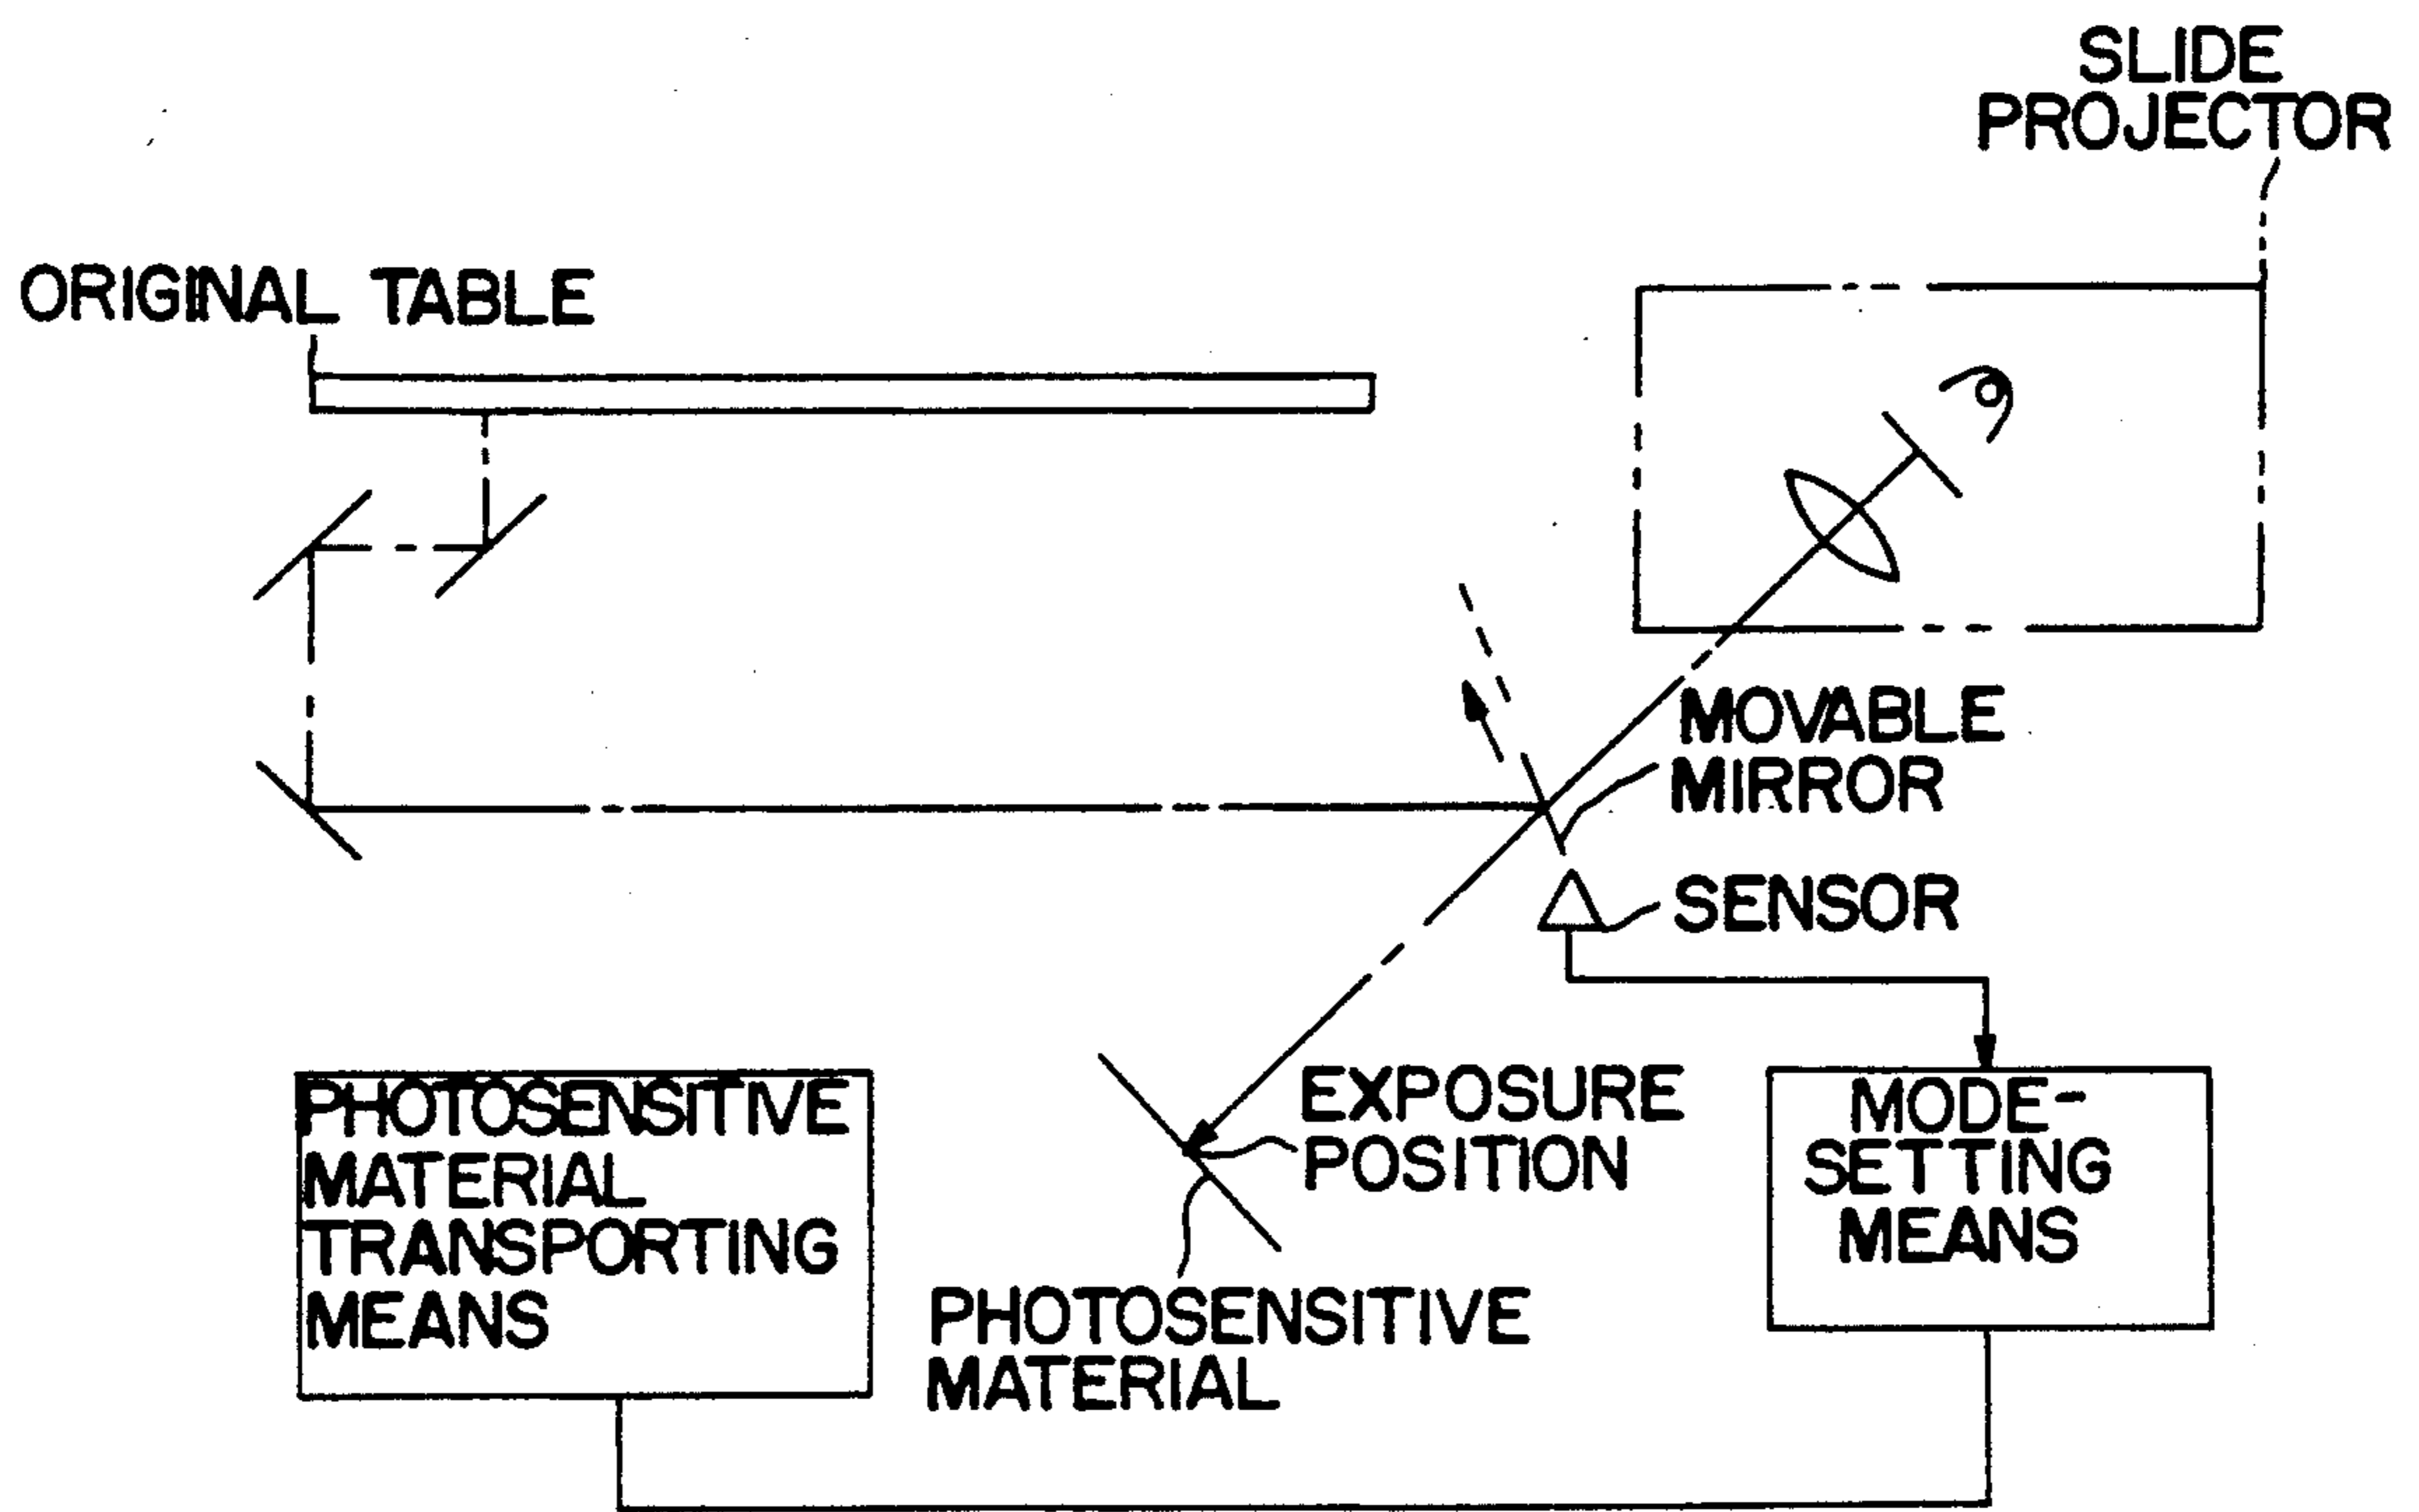 SLIDE
PROJECTOR
ORIGINAL TABLE
MOVABLE
MIRROR
SENSOR
EXPOSURE
POSITION
MODE-
SETTING
MEANS
PHOTOSENSITIVE
MATERIAL
TRANSPORTING
MEANS
PHOTOSENSITIVE
MATERIAL